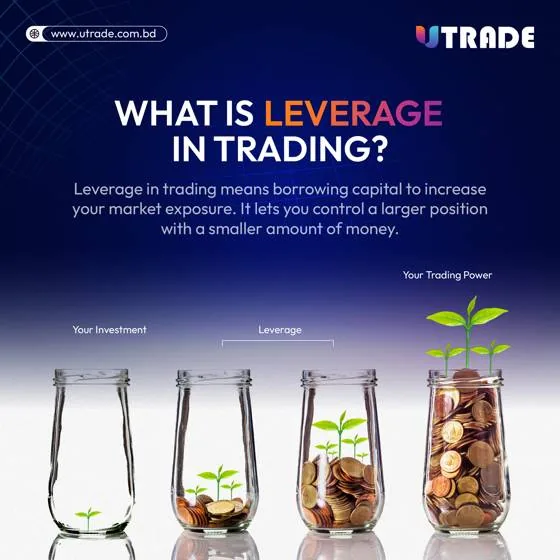 www.utrade.com.bd
UTRADE
WHAT IS LEVERAGE
IN TRADING?
Leverage in trading means borrowing capital to increase
your market exposure. It lets you control a larger position
with a smaller amount of money.
Your Trading Power
Your Investment
Leverage